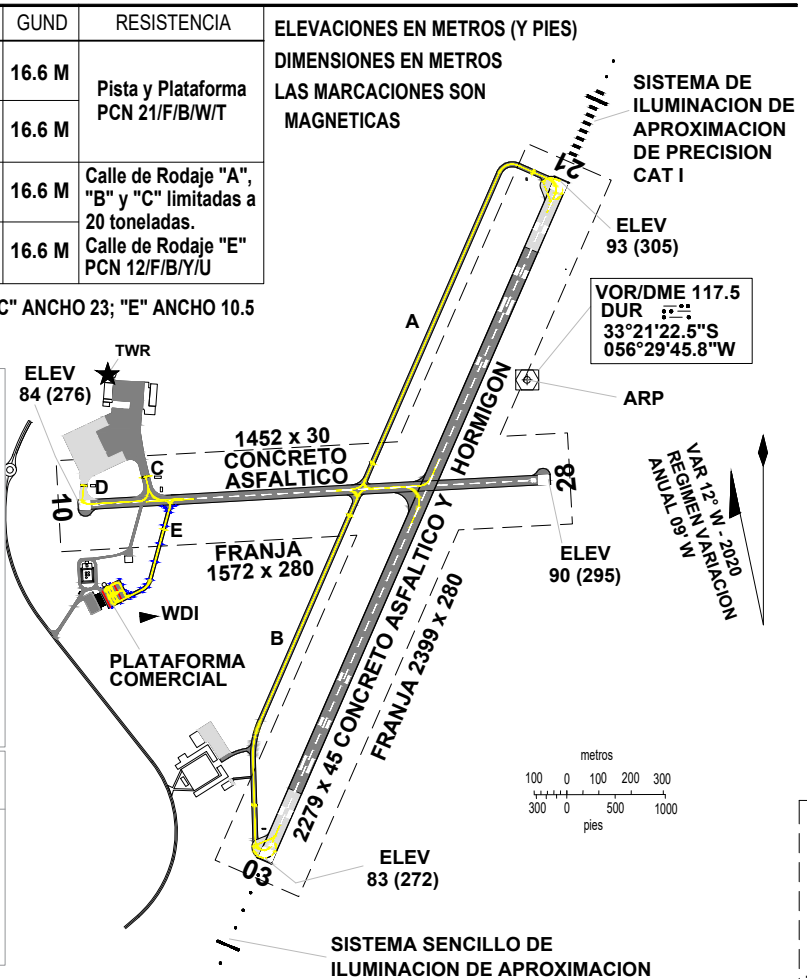 GUND RESISTENCIA
16.6 M
16.6 M
Pista y Plataforma
PCN 21/F/B/W/T
16.6 M
16.6 M
Calle de Rodaje "A",
"B" y "C" limitadas a
20 toneladas.
Calle de Rodaje "E"
PCN 12/F/B/Y/U
C" ANCHO 23; "E" ANCHO 10.5
ELEVACIONES EN METROS (Y PIES)
DIMENSIONES EN METROS
LAS MARCACIONES SON
MAGNETICAS
SISTEMA DE
ILUMINACION DE
APROXIMACION
DE PRECISION
CAT I
21
ELEV
93 (305)
VOR/DME 117.5
DUR
33°21'22.5"S
056°29'45.8"W
ARP
A
TWR
ELEV
84 (276)
1452 x 30
CONCRETO
ASFALTICO
C
D
10
E
28
FRANJA
1572 x 280
ELEV
90 (295)
VAR 12° W - 2020
REGIMEN VARIACION
ANUAL 09' W
WDI
B
PLATAFORMA
COMERCIAL
2279 x 45 CONCRETO ASFALTICO Y HORMIGON
FRANJA 2399 x 280
metros
100 0 100 200 300
300 0 500 1000
pies
03
ELEV
83 (272)
SISTEMA SENCILLO DE
ILUMINACION DE APROXIMACION